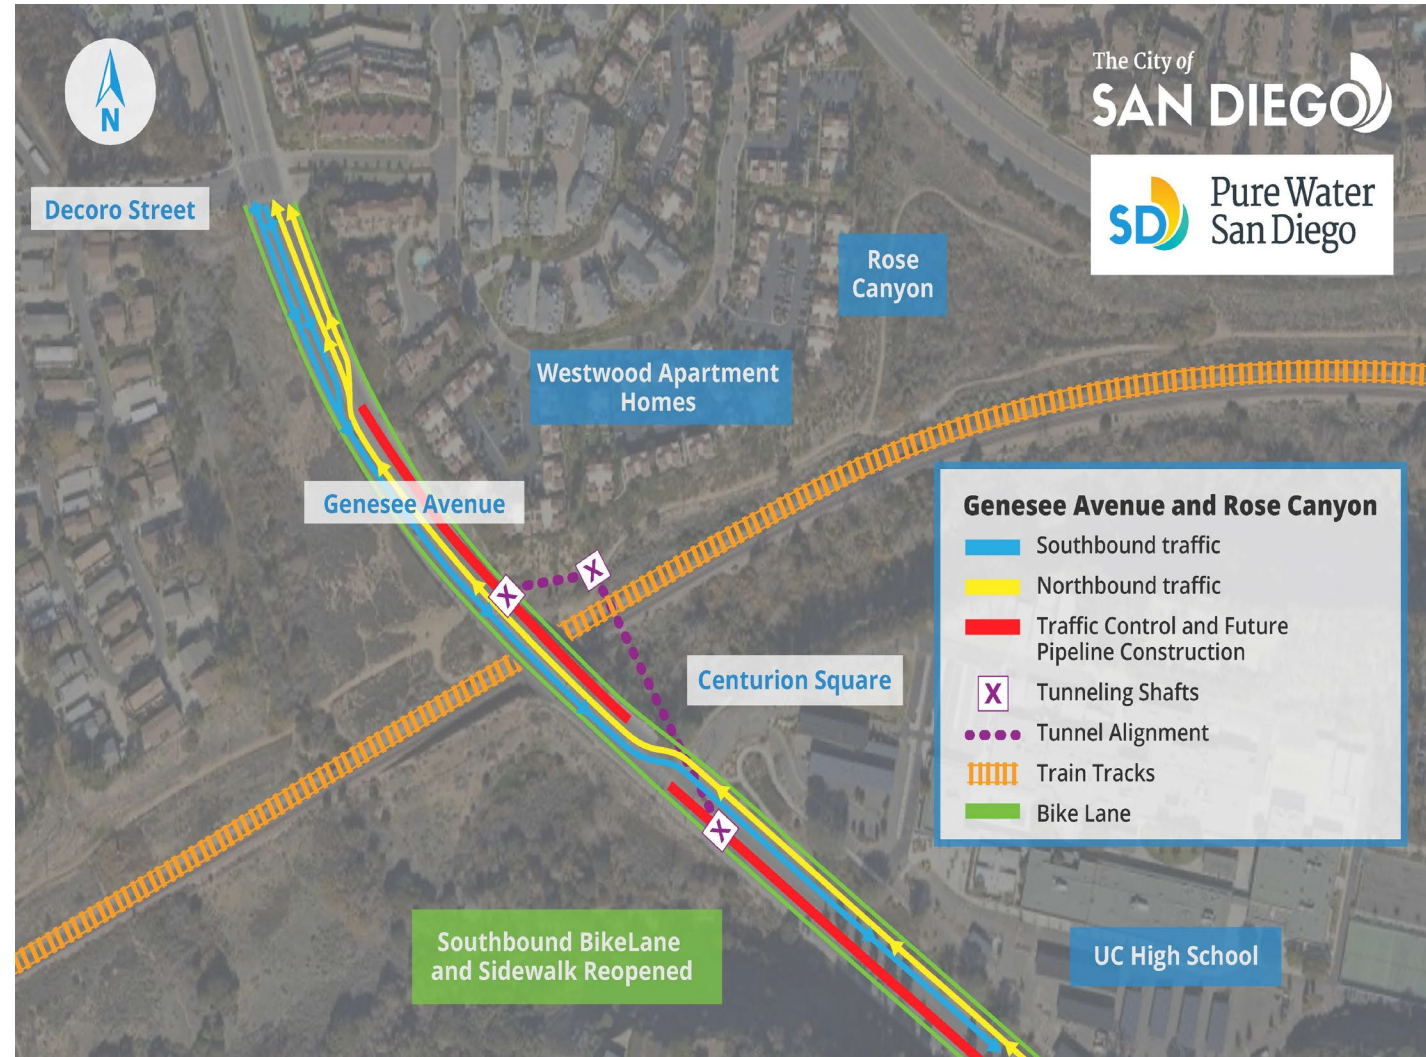 N
The City of
SAN DIEGO
SD
Pure Water
San Diego
Decoro Street
Rose
Canyon
Westwood Apartment
Homes
Genesee Avenue
X
X
Centurion Square
X
Genesee Avenue and Rose Canyon
Southbound traffic
Northbound traffic
Traffic Control and Future
Pipeline Construction
X
Tunneling Shafts
Tunnel Alignment
Train Tracks
Bike Lane
Southbound BikeLane
and Sidewalk Reopened
UC High School